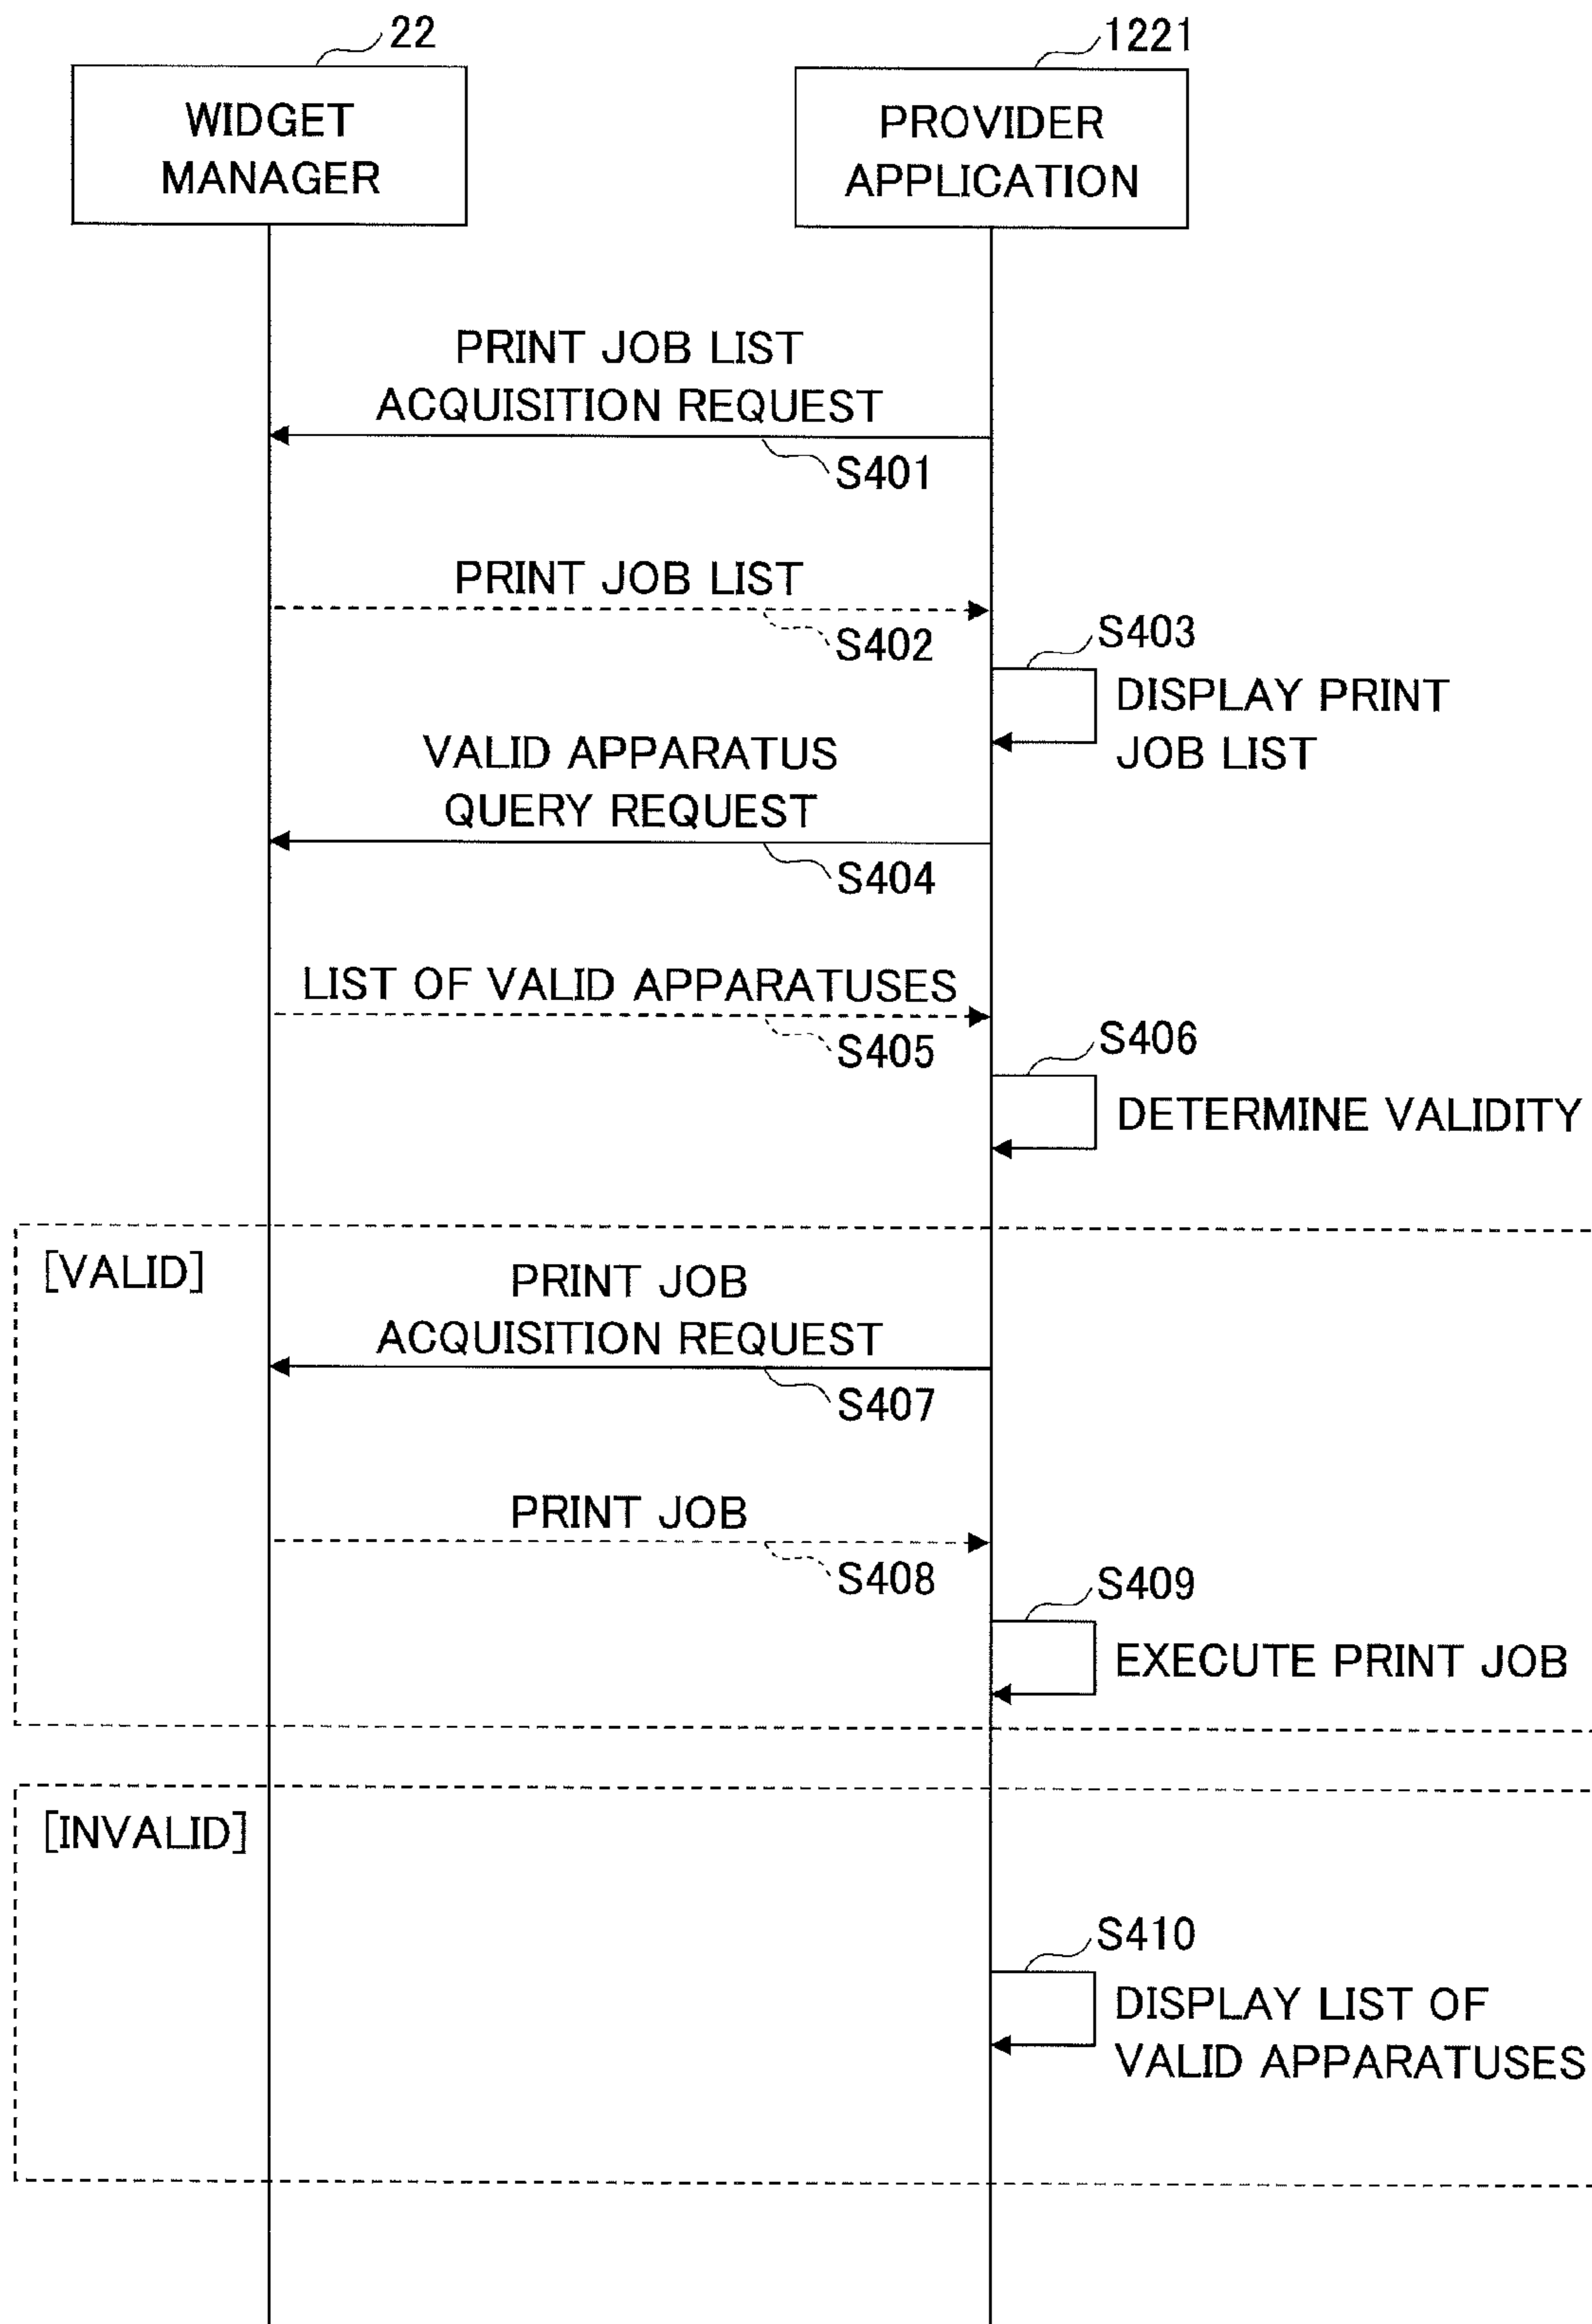 22
1221
WIDGET
MANAGER
PROVIDER
APPLICATION
PRINT JOB LIST
ACQUISITION REQUEST
S401
PRINT JOB LIST
S402
S403
DISPLAY PRINT
JOB LIST
VALID APPARATUS
QUERY REQUEST
S404
LIST OF VALID APPARATUSES
S405
S406
DETERMINE VALIDITY
[VALID]
PRINT JOB
ACQUISITION REQUEST
S407
PRINT JOB
S408
S409
EXECUTE PRINT JOB
[INVALID]
S410
DISPLAY LIST OF
VALID APPARATUSES